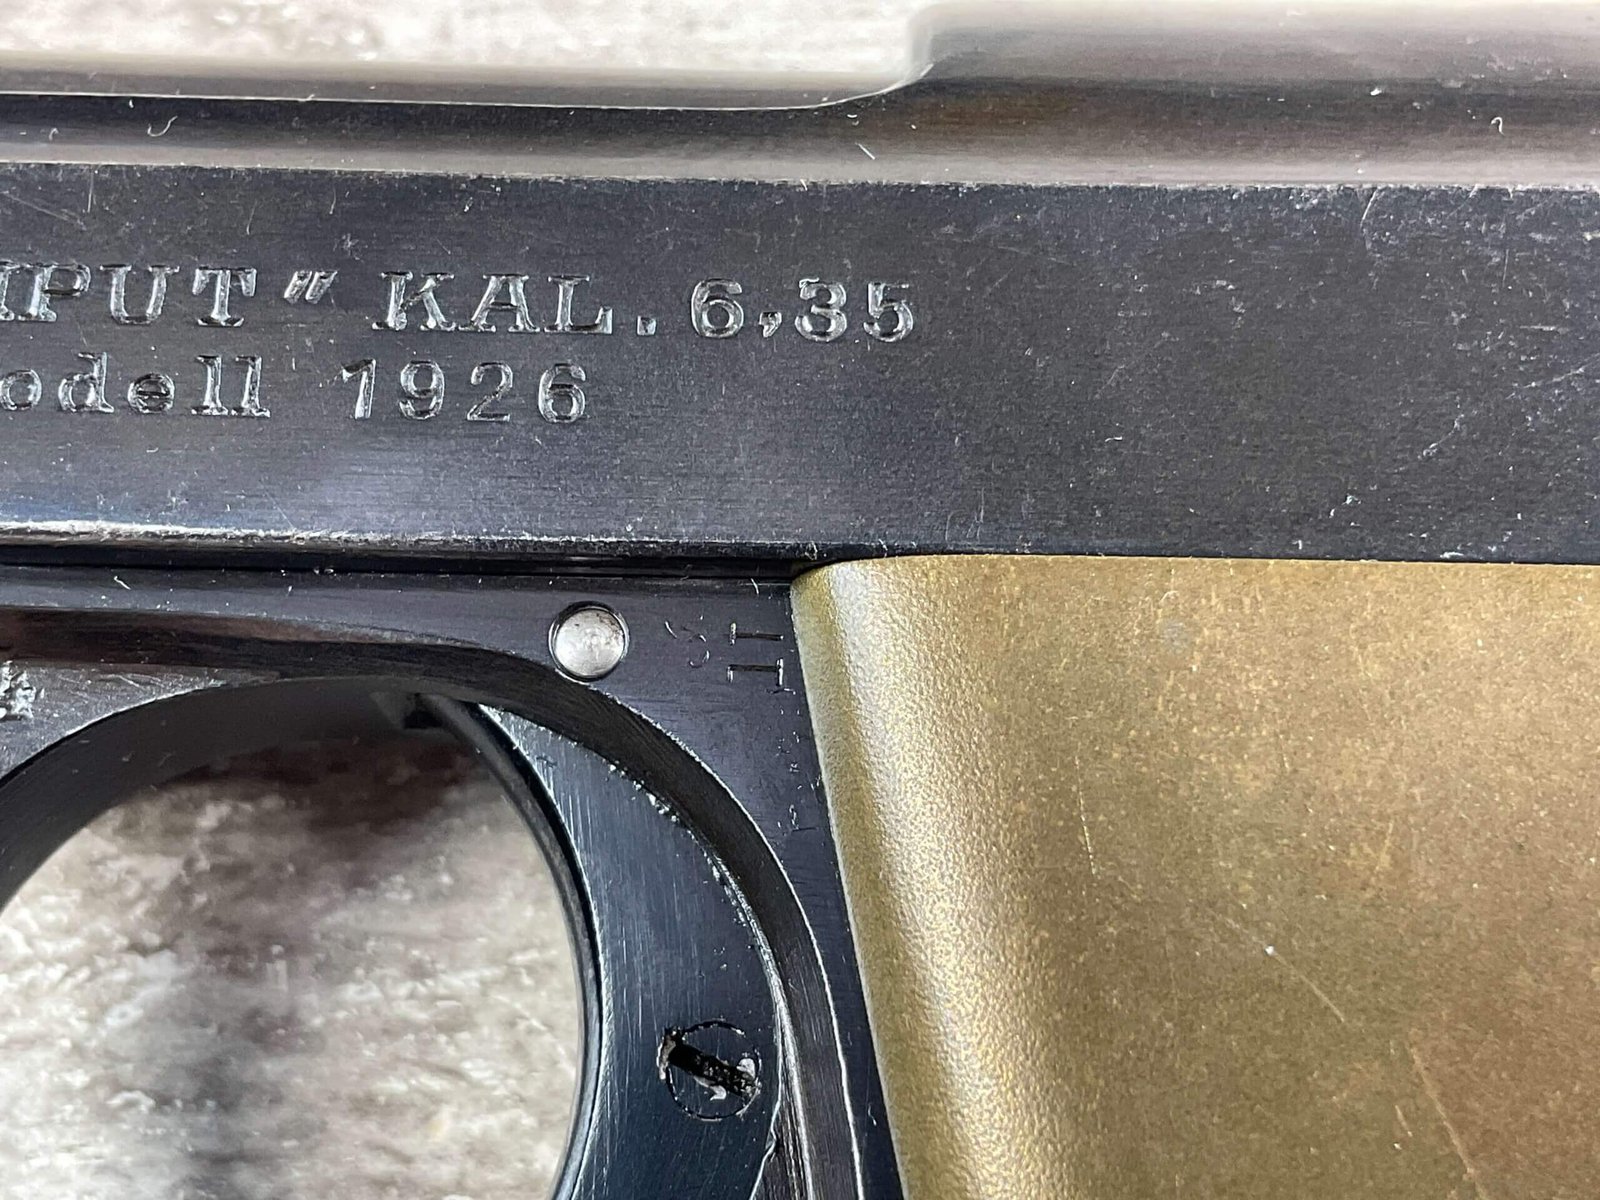 IPUT" KAL. 6,35
odell 1926